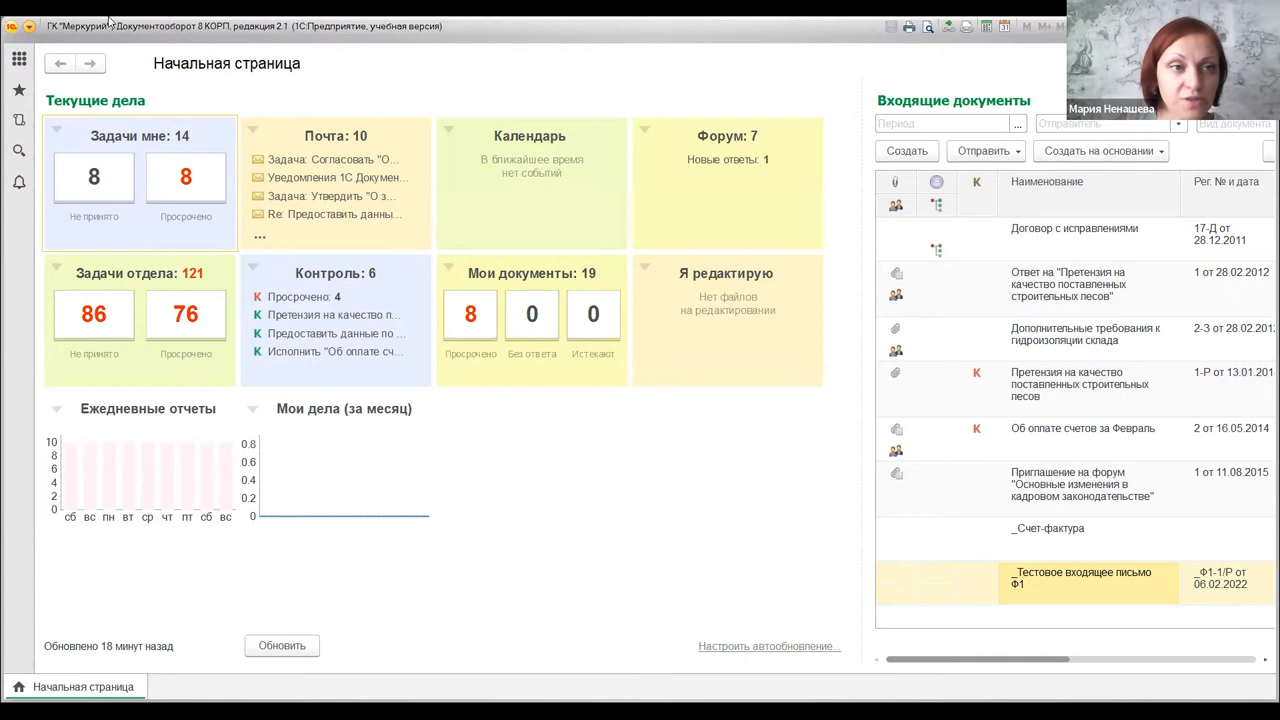 ГК "Меркурий" : Документооборот 8 КОРП, редакция 2.1 (1С:Предприятие, учебная версия)
M M+ M-
Мария Ненашева
Начальная страница
Текущие дела
Задачи мне: 14
8
8
Не принято
Просрочено
Почта: 10
Задача: Согласовать "О...
Уведомления 1С Докумен...
Задача: Утвердить "О з...
Re: Предоставить данны...
...
Календарь
В ближайшее время
нет событий
Форум: 7
Новые ответы: 1
Задачи отдела: 121
86
76
Не принято
Просрочено
Контроль: 6
К Просрочено: 4
К Претензия на качество п...
К Предоставить данные по ...
К Исполнить "Об оплате сч...
Мои документы: 19
8
0
0
Просрочено
Без ответа
Истекают
Я редактирую
Нет файлов
на редактировании
Ежедневные отчеты
10
8
6
4
2
0
сб вс пн вт ср чт пт сб вс
Мои дела (за месяц)
0.8
0.6
0.4
0.2
0
Обновлено 18 минут назад
Обновить
Настроить автообновление...
Входящие документы
Период
...
Отправитель
Вид документа
Создать
Отправить
Создать на основании
К
Наименование
Рег. № и дата
Договор с исправлениями
17-Д от
28.12.2011
Ответ на "Претензия на
качество поставленных
строительных лесов"
1 от 28.02.2012
Дополнительные требования к
гидроизоляции склада
2-3 от 28.02.201
К
Претензия на качество
поставленных строительных
лесов
1-Р от 13.01.201
К
Об оплате счетов за Февраль
2 от 16.05.2014
Приглашение на форум
"Основные изменения в
кадровом законодательстве"
1 от 11.08.2015
_Счет-фактура
_Тестовое входящее письмо
Ф1
_Ф1-1/Р от
06.02.2022
Начальная страница